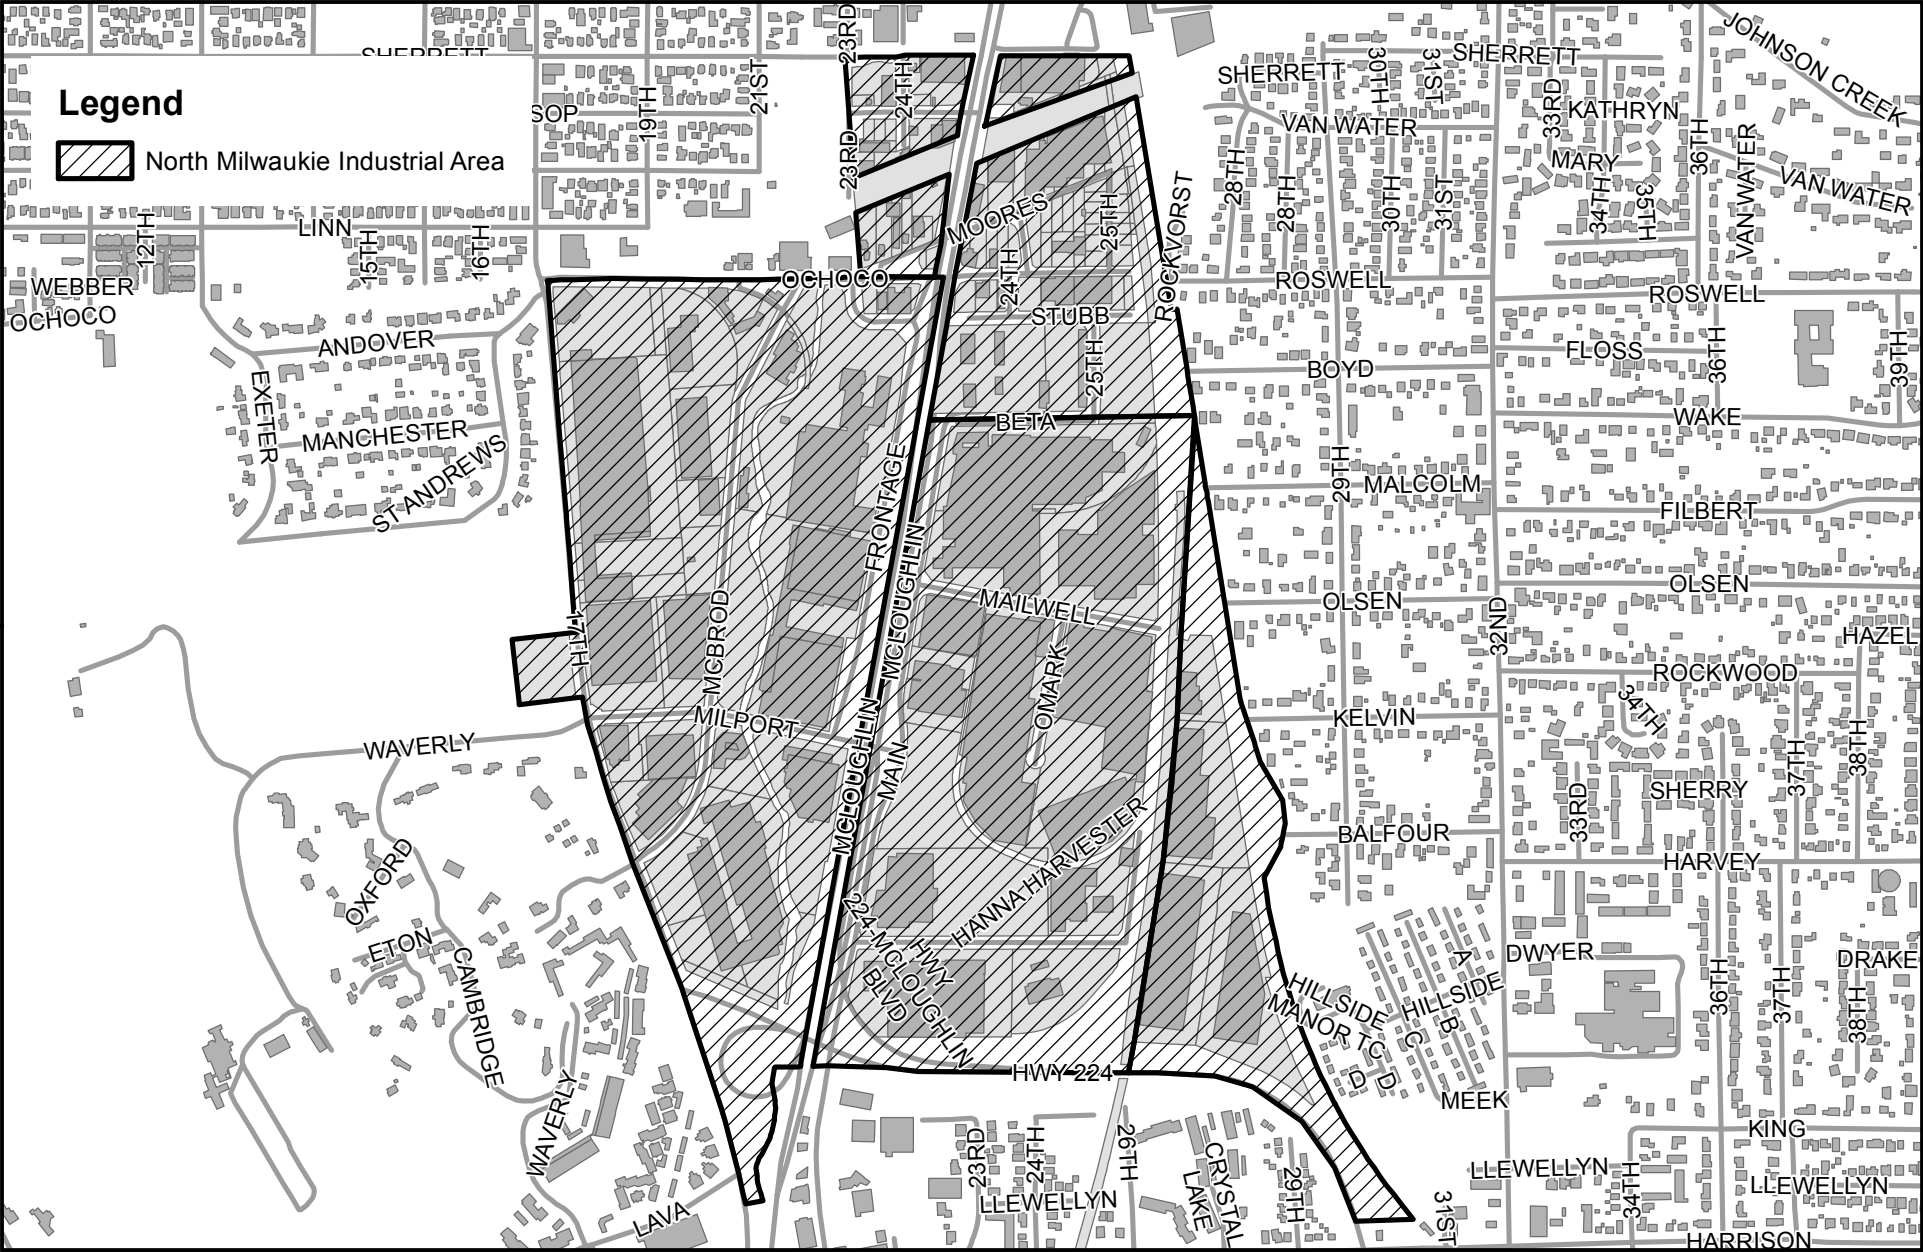 SHERRETT
Legend
North Milwaukie Industrial Area
SOP
19TH
21ST
23RD
24TH
23RD
SHERRETT
30TH
31ST
SHERRETT
JOHNSON CREEK
33RD
KATHRYN
VAN WATER
MARY
36TH
VAN WATER
VAN WATER
28TH
28TH
30TH
31ST
34TH
35TH
12TH
LINN
15TH
16TH
MOORES
25TH
24TH
ROCKVORST
WEBBER
OCHOCO
OCHOCO
ROSWELL
ROSWELL
STUBB
ANDOVER
EXETER
MANCHESTER
ST ANDREWS
25TH
BOYD
FLOSS
36TH
39TH
BETA
WAKE
FRONTAGE
29TH
MALCOLM
FILBERT
MCLOUGHLIN
MAILWELL
OLSEN
OLSEN
17TH
MCBROD
32ND
HAZEL
OMARK
ROCKWOOD
34TH
MILPORT
KELVIN
WAVERLY
MCLOUGHLIN
MAIN
37TH
38TH
SHERRY
33RD
HANNA HARVESTER
BALFOUR
HARVEY
OXFORD
ETON
CAMBRIDGE
HWY
224-MCLOUGHLIN
BLVD
A
DWYER
DRAKE
HILLSIDE
HILLSIDE
MANOR TC
C
B
D
D
36TH
37TH
38TH
HWY 224
MEEK
WAVERLY
KING
23RD
24TH
26TH
CRYSTAL
LAKE
29TH
LLEWELLYN
LLEWELLYN
34TH
LLEWELLYN
LAVA
31ST
HARRISON